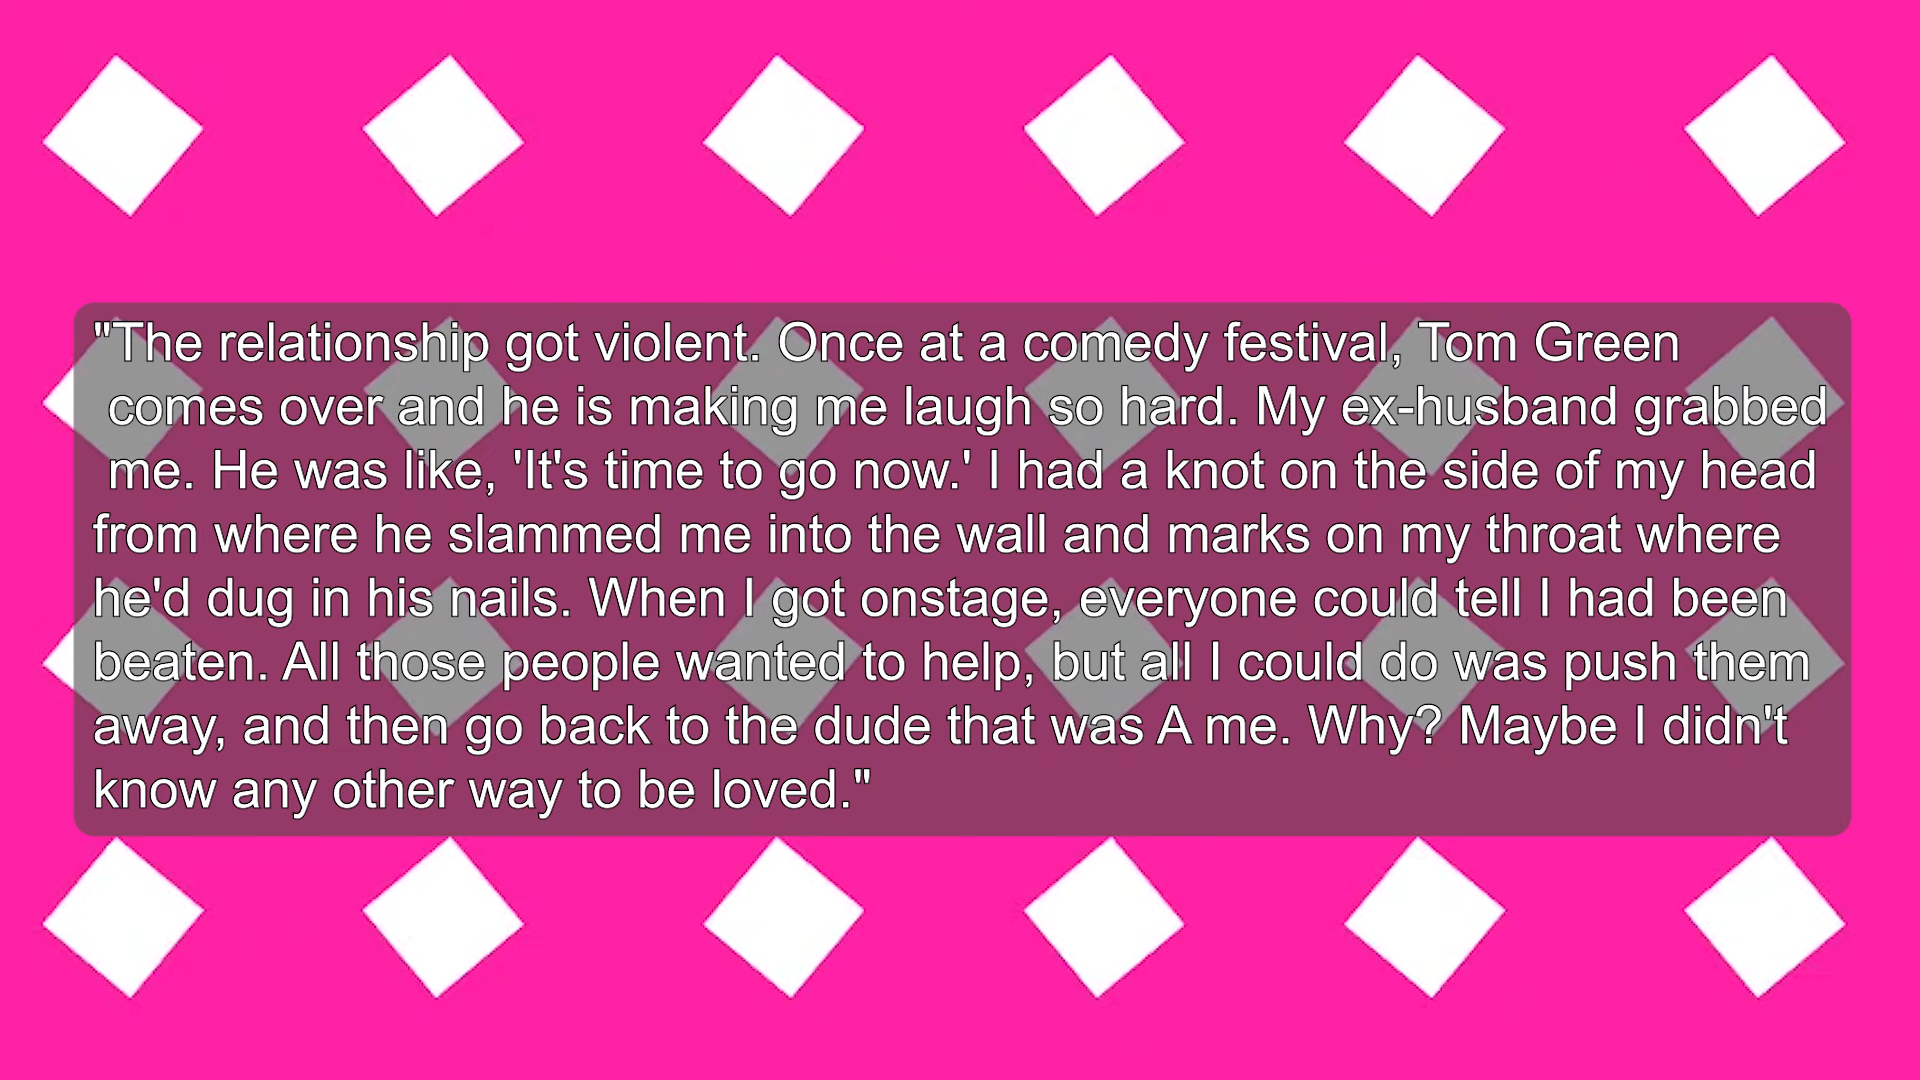 "The relationship got violent. Once at a comedy festival, Tom Green
comes over and he is making me laugh so hard. My ex-husband grabbed
me. He was like, 'It's time to go now.' I had a knot on the side of my head
from where he slammed me into the wall and marks on my throat where
he'd dug in his nails. When I got onstage, everyone could tell I had been
beaten. All those people wanted to help, but all I could do was push them
away, and then go back to the dude that was A me. Why? Maybe I didn't
know any other way to be loved."